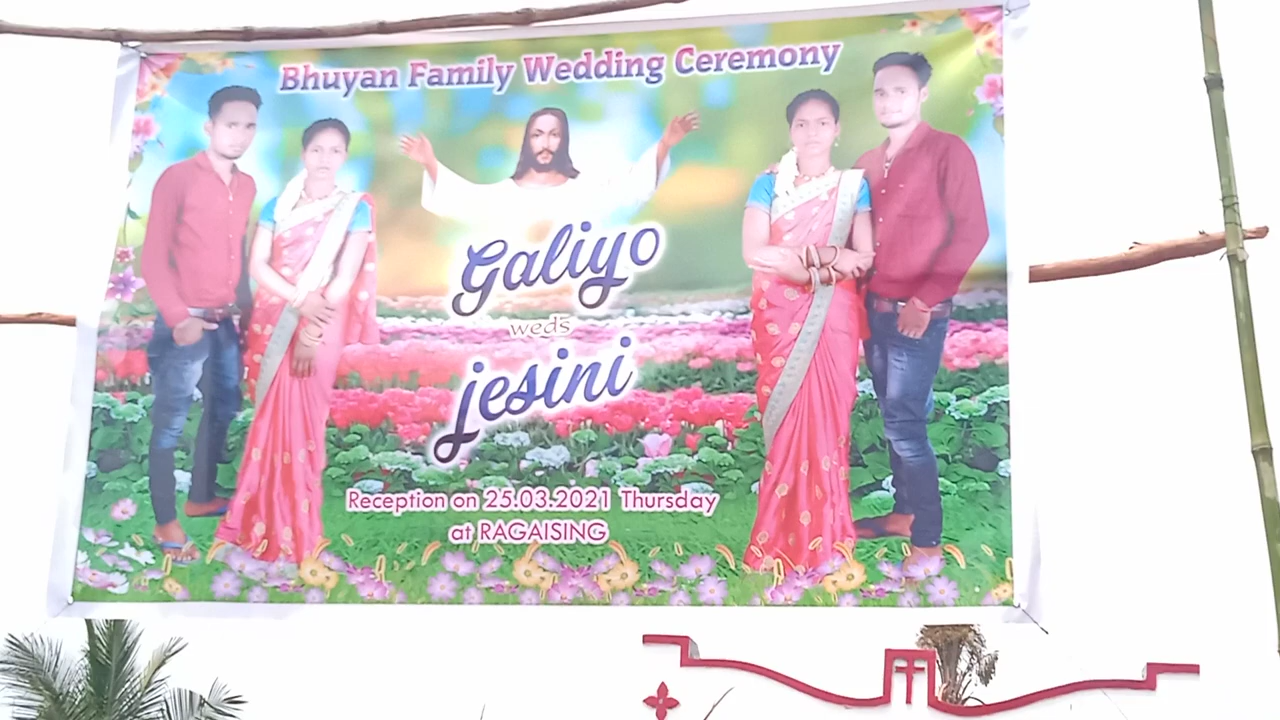 Bhuyan Family Wedding Ceremony
Galiyo
weds
jesini
Reception on 25.03.2021 Thursday
at RAGAISING